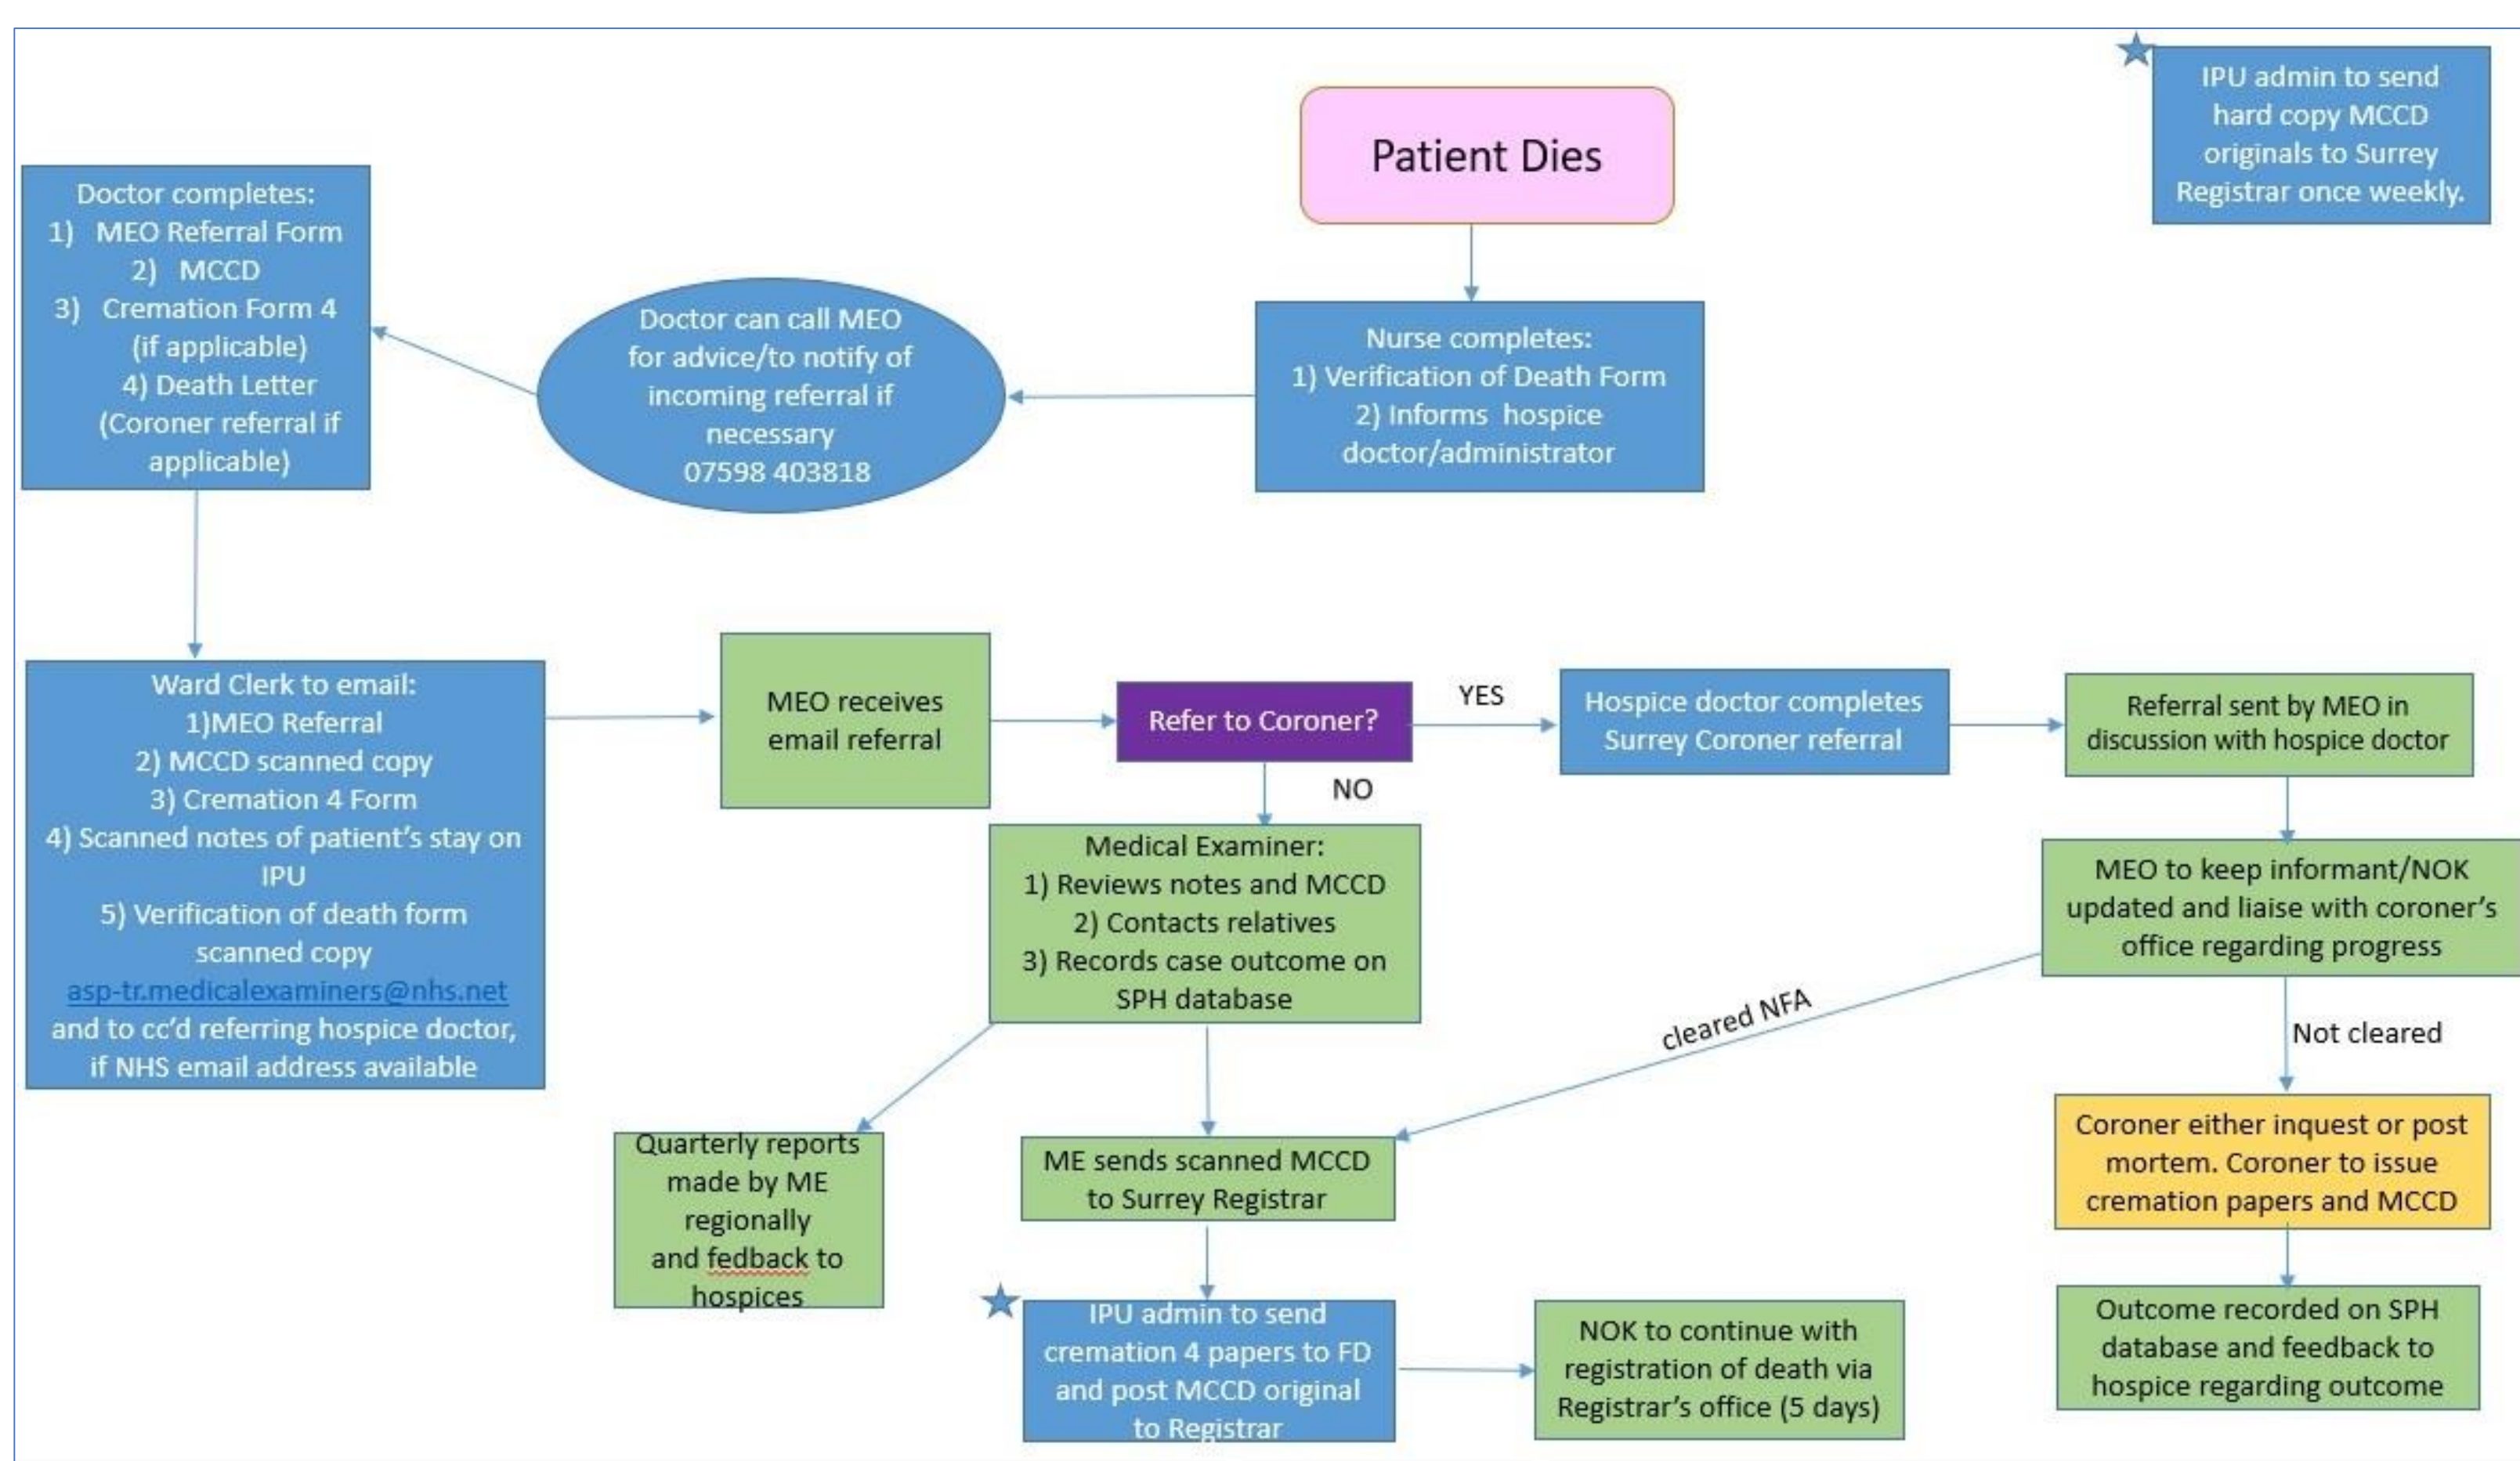 Patient Dies
IPU admin to send
hard copy MCCD
originals to Surrey
Registrar once weekly.
Nurse completes:
1) Verification of Death Form
2) Informs hospice
doctor/administrator
Doctor can call MEO
for advice/to notify of
incoming referral if
necessary
07598 403818
Doctor completes:
1) MEO Referral Form
2) MCCD
3) Cremation Form 4
(if applicable)
4) Death Letter
(Coroner referral if
applicable)
Ward Clerk to email:
1)MEO Referral
2) MCCD scanned copy
3) Cremation 4 Form
4) Scanned notes of patient's stay on
IPU
5) Verification of death form
scanned copy
asp-tr.medicalexaminers@nhs.net
and to cc'd referring hospice doctor,
if NHS email address available
MEO receives
email referral
Refer to Coroner?
YES
Hospice doctor completes
Surrey Coroner referral
Referral sent by MEO in
discussion with hospice doctor
NO
Medical Examiner:
1) Reviews notes and MCCD
2) Contacts relatives
3) Records case outcome on
SPH database
MEO to keep informant/NOK
updated and liaise with coroner's
office regarding progress
cleared NFA
Not cleared
Quarterly reports
made by ME
regionally
and fedback to
hospices
ME sends scanned MCCD
to Surrey Registrar
Coroner either inquest or post
mortem. Coroner to issue
cremation papers and MCCD
IPU admin to send
cremation 4 papers to FD
and post MCCD original
to Registrar
NOK to continue with
registration of death via
Registrar's office (5 days)
Outcome recorded on SPH
database and feedback to
hospice regarding outcome